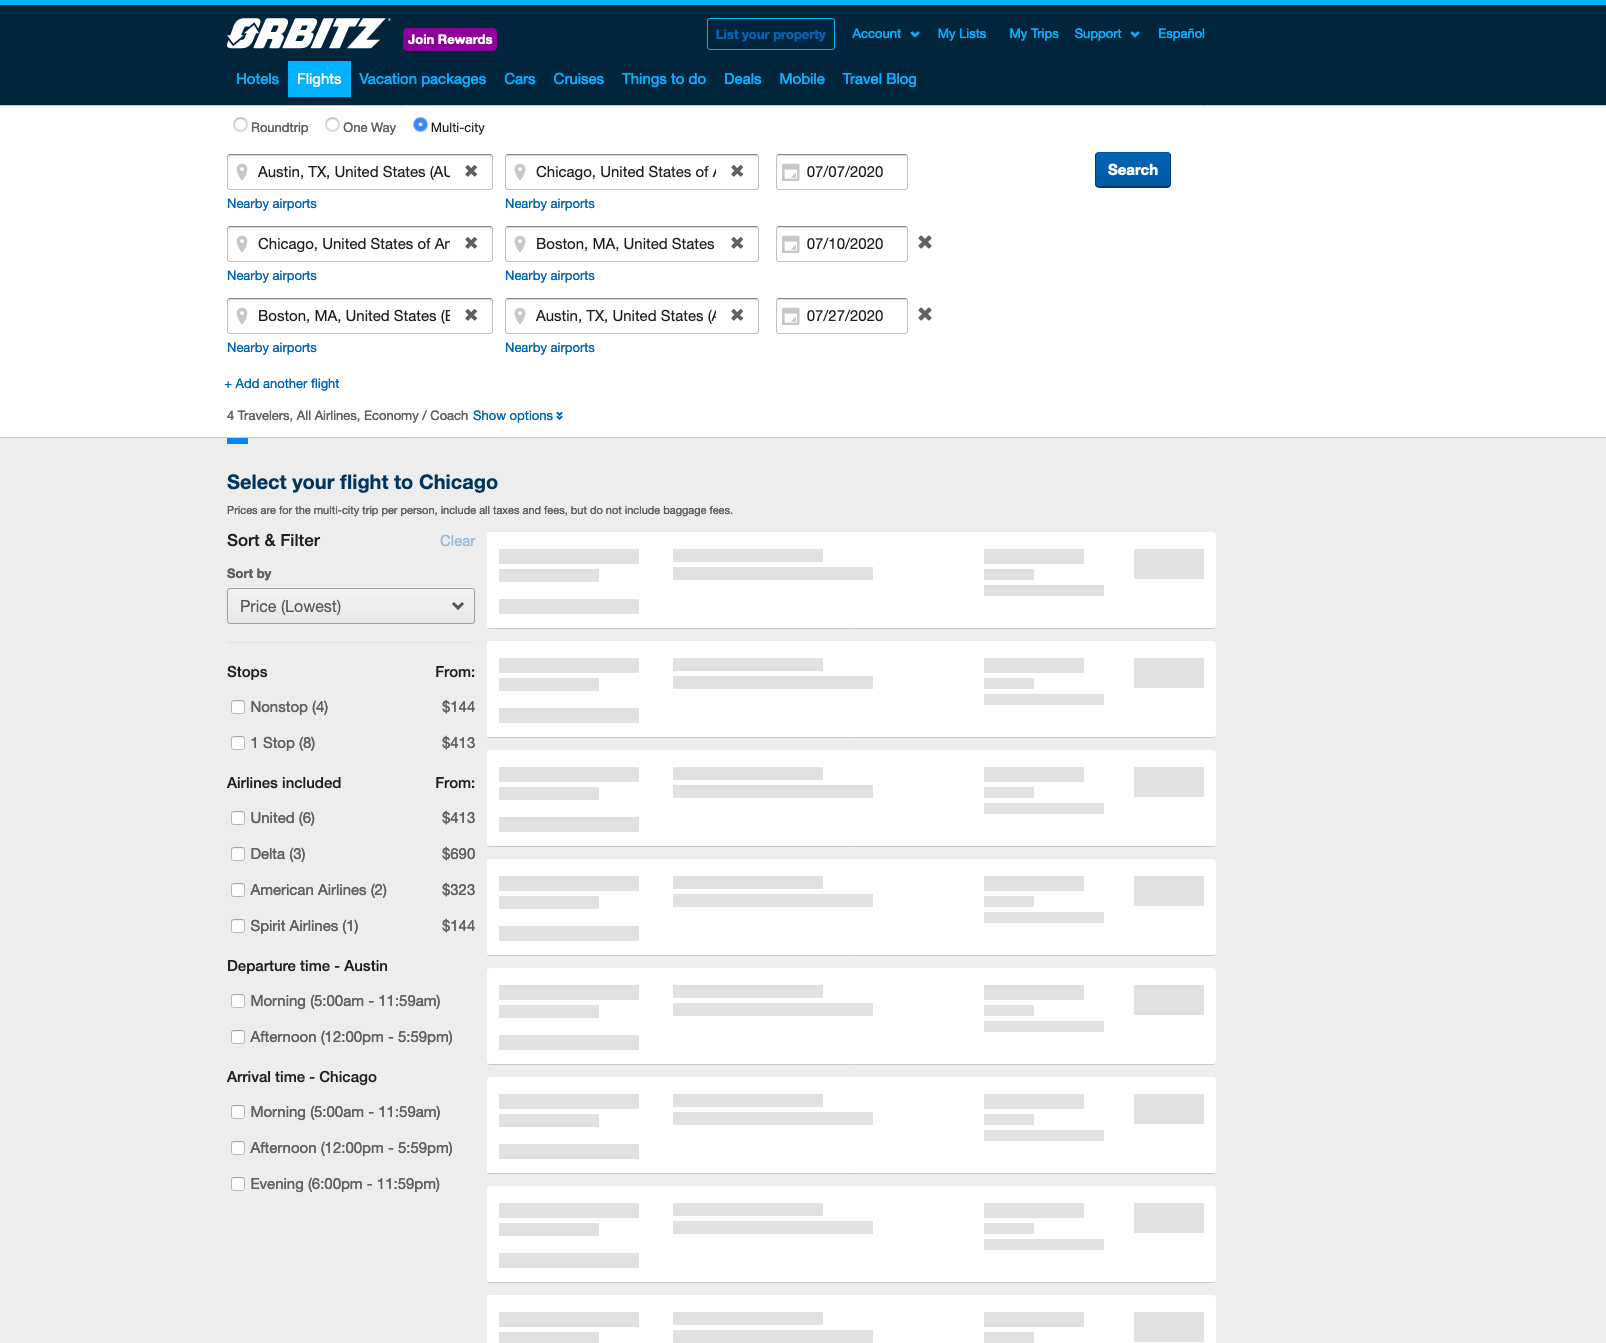 ORBITZ
Join Rewards
List your property
Account
My Lists
My Trips
Support
Español
Hotels
Flights
Vacation packages
Cars
Cruises
Things to do
Deals
Mobile
Travel Blog
Roundtrip
One Way
Multi-city
Austin, TX, United States (AU
Chicago, United States of A
07/07/2020
Search
Nearby airports
Nearby airports
Chicago, United States of Am
Boston, MA, United States
07/10/2020
Nearby airports
Nearby airports
Boston, MA, United States (B
Austin, TX, United States (A
07/27/2020
Nearby airports
Nearby airports
+ Add another flight
4 Travelers, All Airlines, Economy / Coach Show options
Select your flight to Chicago
Prices are for the multi-city trip per person, include all taxes and fees, but do not include baggage fees.
Sort & Filter
Clear
Sort by
Price (Lowest)
Stops From:
Nonstop (4) $144
1 Stop (8) $413
Airlines included From:
United (6) $413
Delta (3) $690
American Airlines (2) $323
Spirit Airlines (1) $144
Departure time - Austin
Morning (5:00am - 11:59am)
Afternoon (12:00pm - 5:59pm)
Arrival time - Chicago
Morning (5:00am - 11:59am)
Afternoon (12:00pm - 5:59pm)
Evening (6:00pm - 11:59pm)